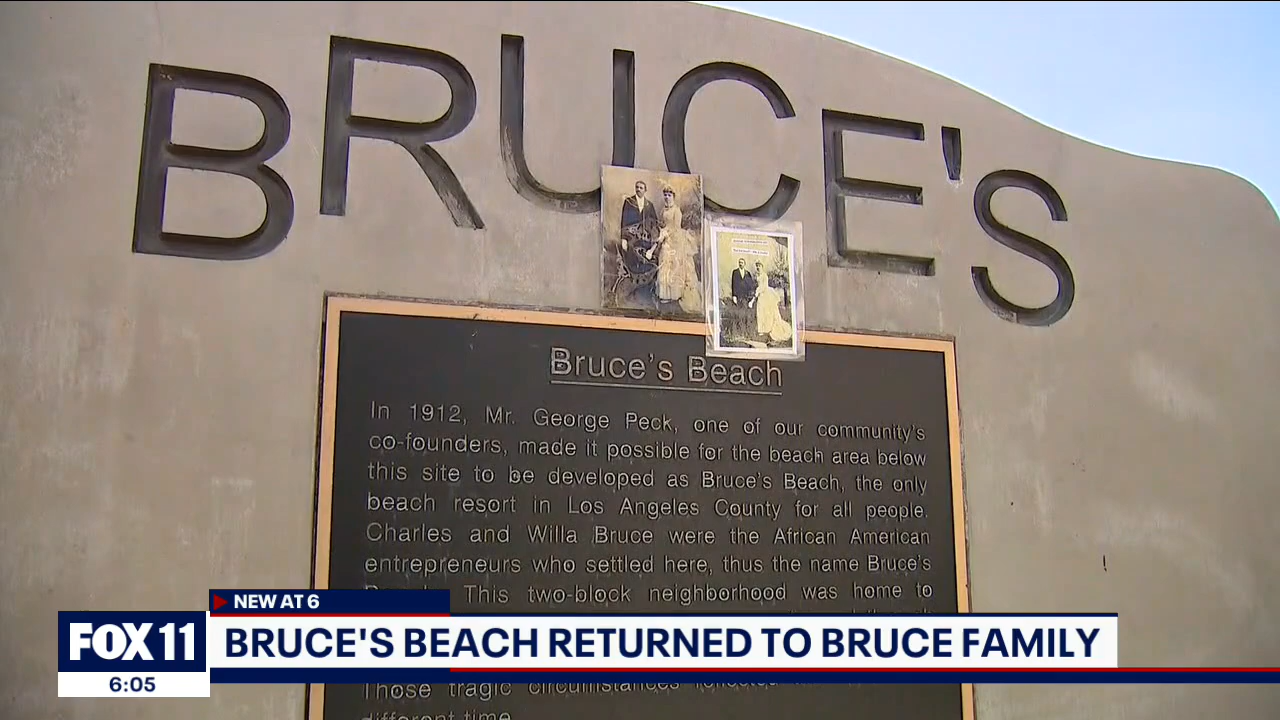 BRUCE'S
Bruce's Beach
In 1912, Mr. George Peck, one of our community's
co-founders, made it possible for the beach area below
this site to be developed as Bruce's Beach, the only
beach resort in Los Angeles County for all people.
Charles and Willa Bruce were the African American
entrepreneurs who settled here, thus the name Bruce's
This two-block neighborhood was home to
NEW AT 6
FOX 11
BRUCE'S BEACH RETURNED TO BRUCE FAMILY
6:05
Those tragic circumstances
different time.